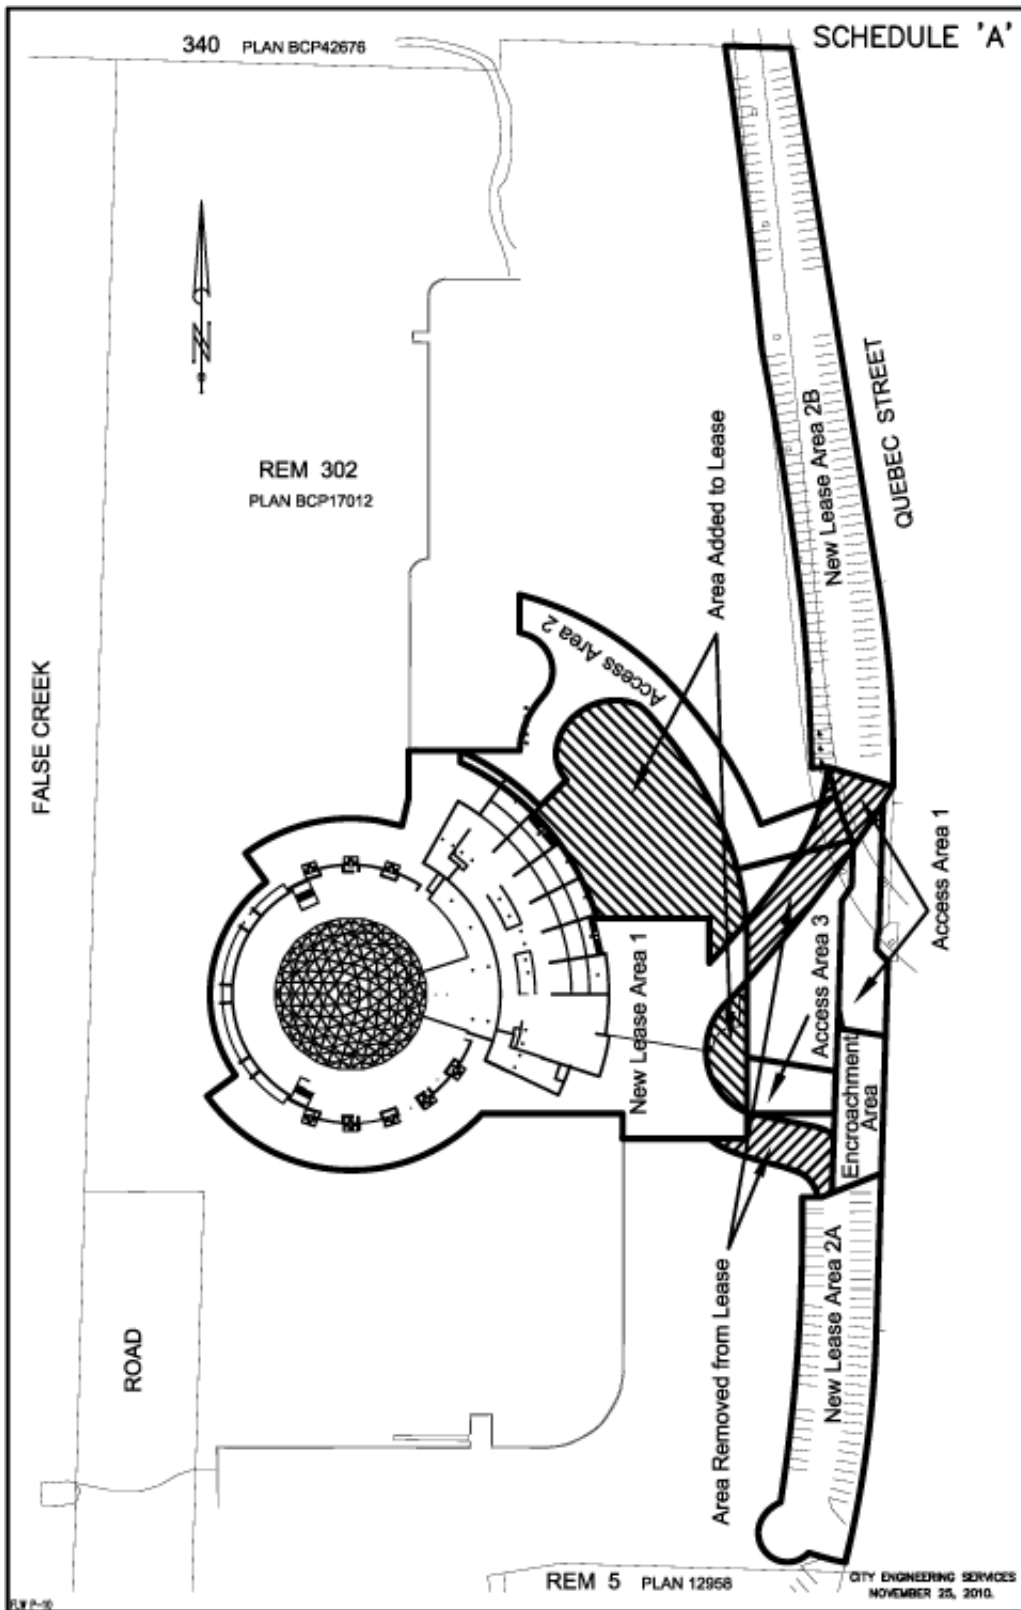 SCHEDULE 'A'
340 PLAN BCP42676
N
REM 302
PLAN BCP17012
QUEBEC STREET
New Lease Area 2B
Area Added to Lease
Access Area 2
FALSE CREEK
Access Area 1
Access Area 3
New Lease Area 1
Encroachment
Area
New Lease Area 2A
Area Removed from Lease
ROAD
REM 5 PLAN 12958
CITY ENGINEERING SERVICES
NOVEMBER 25, 2010.